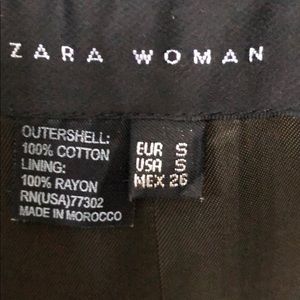 ZARA WOMAN
OUTERSHELL:
100% COTTON
LINING:
100% RAYON
RN(USA)77302
MADE IN MOROCCO
EUR S
USA S
MEX 26